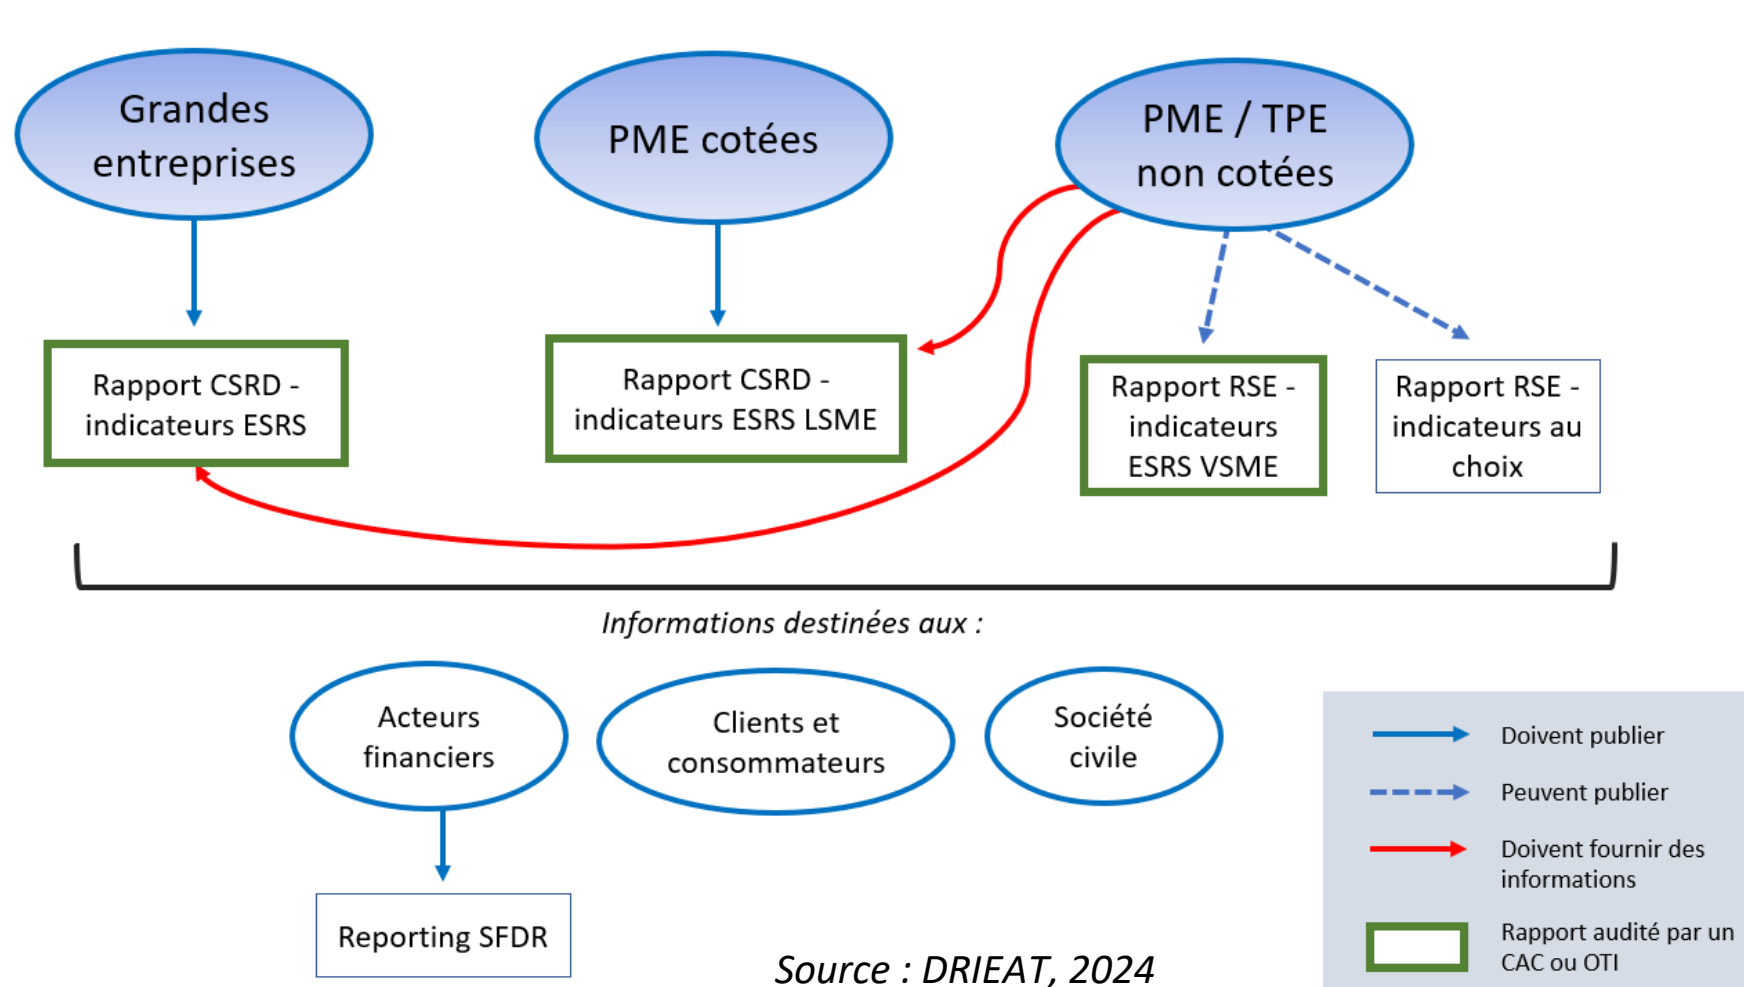 Grandes
entreprises
PME cotées
PME / TPE
non cotées
Rapport CSRD -
indicateurs ESRS
Rapport CSRD -
indicateurs ESRS LSME
Rapport RSE -
indicateurs
ESRS VSME
Rapport RSE -
indicateurs au
choix
Informations destinées aux :
Acteurs
financiers
Clients et
consommateurs
Société
civile
Reporting SFDR
Doivent publier
Peuvent publier
Doivent fournir des
informations
Rapport audité par un
CAC ou OTI
Source : DRIEAT, 2024